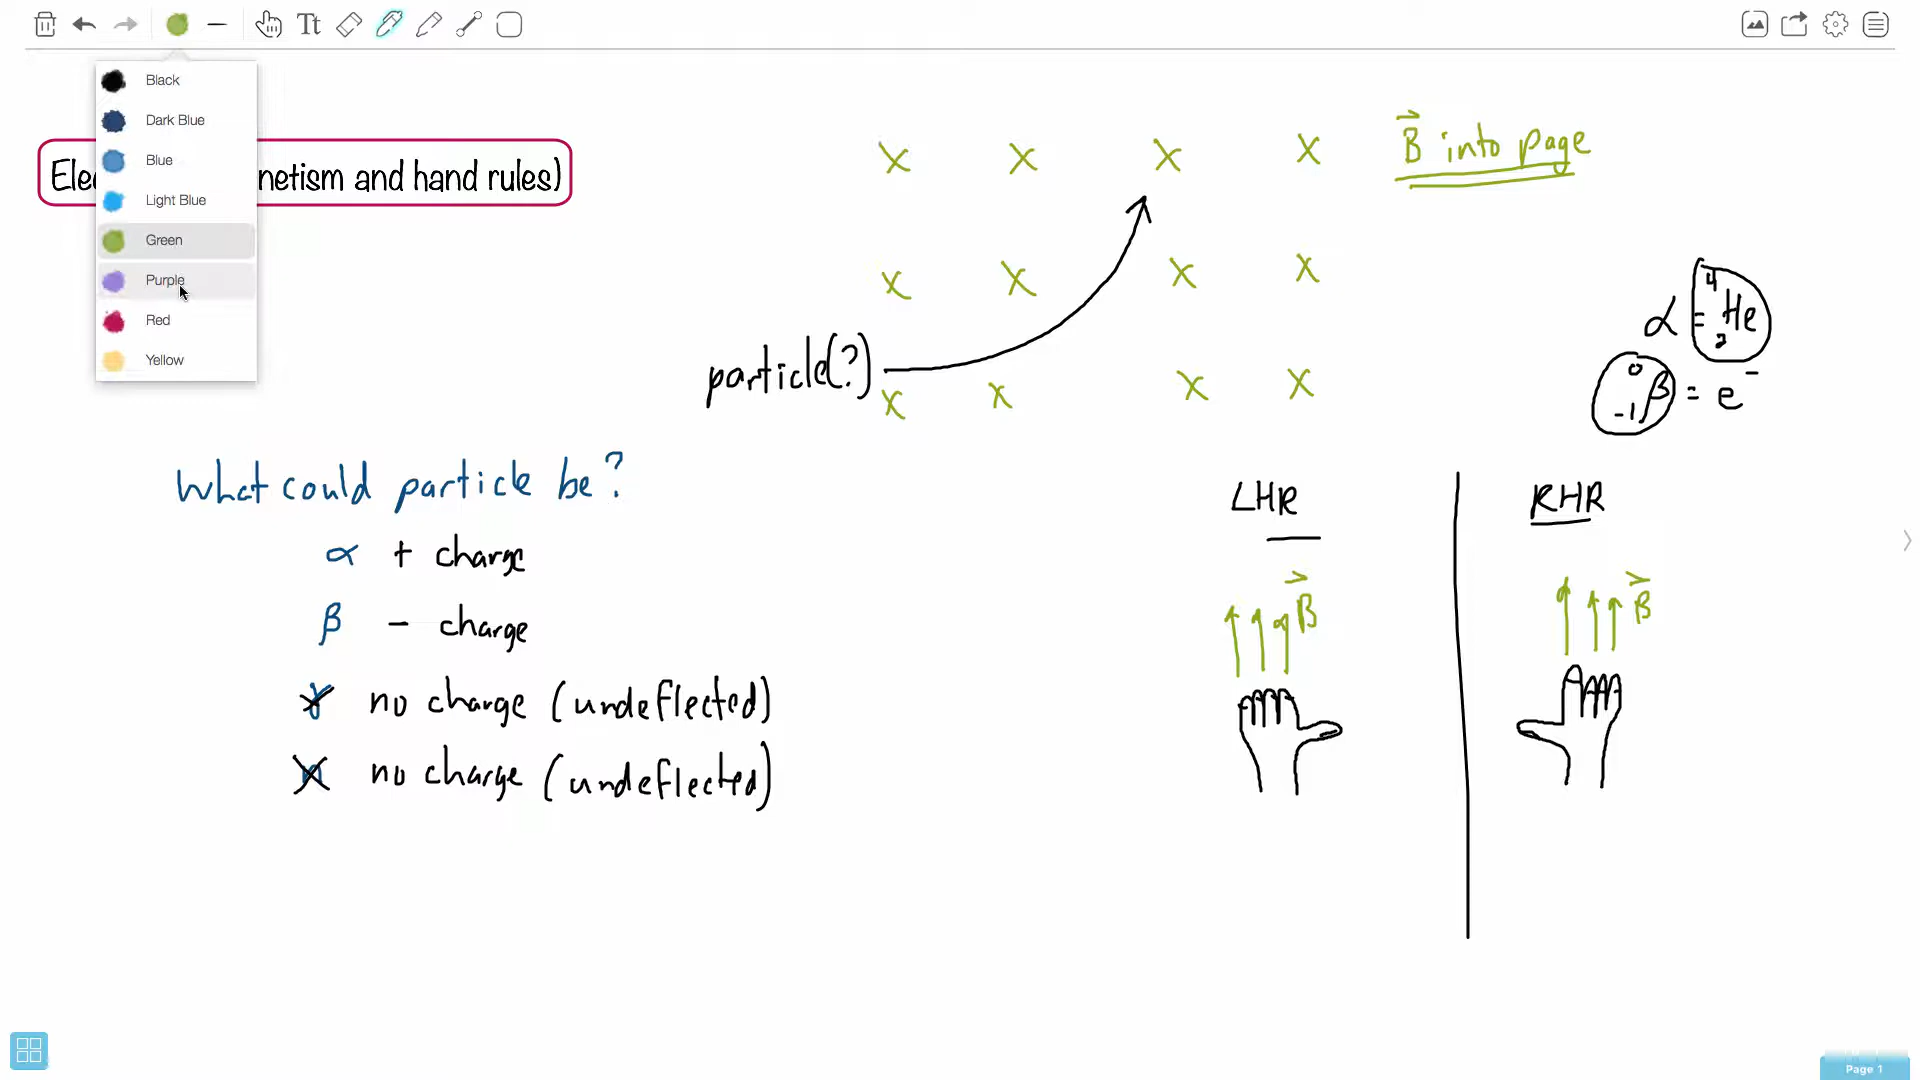 Tt
Black
Dark Blue
Blue
Light Blue
Green
Purple
Red
Yellow
Ele netism and hand rules)
x x x x
B into page
x x x x
particle(?)
x x x x
α = 4 2 He
0 -1 β = e-
What could particle be?
α + charge
β - charge
γ no charge (undeflected)
n no charge (undeflected)
LHR
B
RHR
B
Page 1